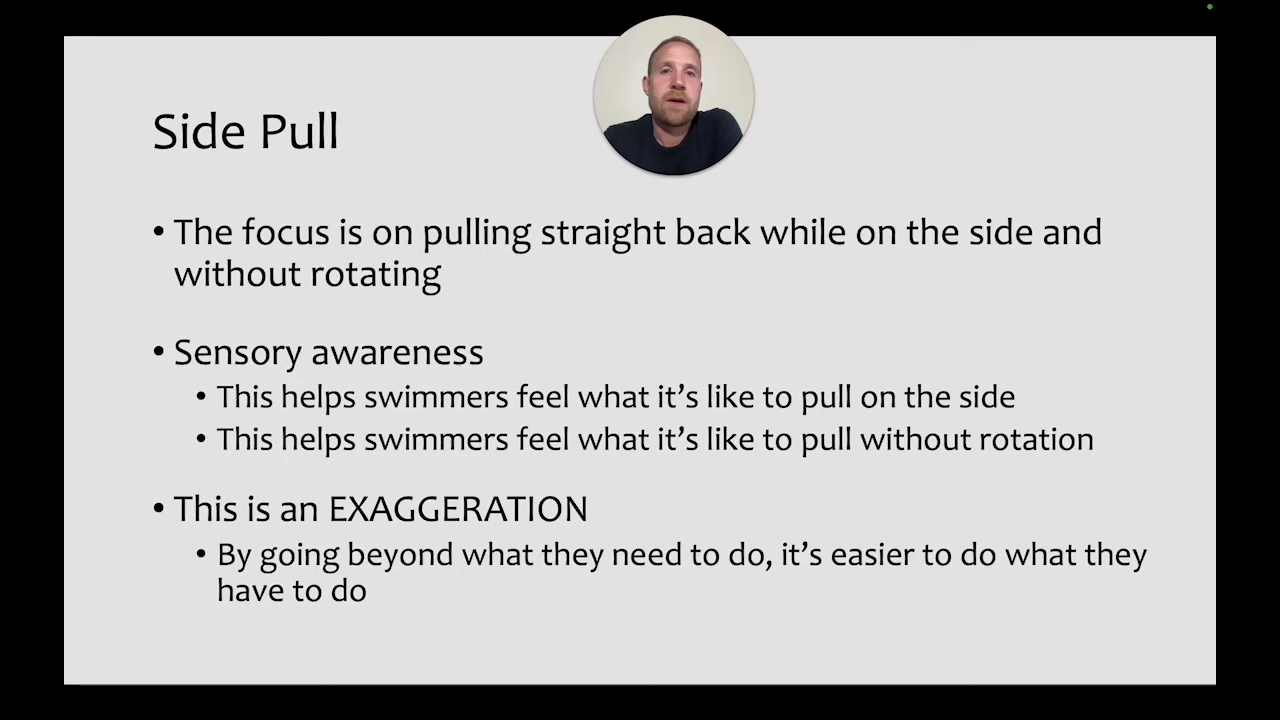 Side Pull
• The focus is on pulling straight back while on the side and
without rotating
• Sensory awareness
• This helps swimmers feel what it’s like to pull on the side
• This helps swimmers feel what it’s like to pull without rotation
• This is an EXAGGERATION
• By going beyond what they need to do, it’s easier to do what they
have to do